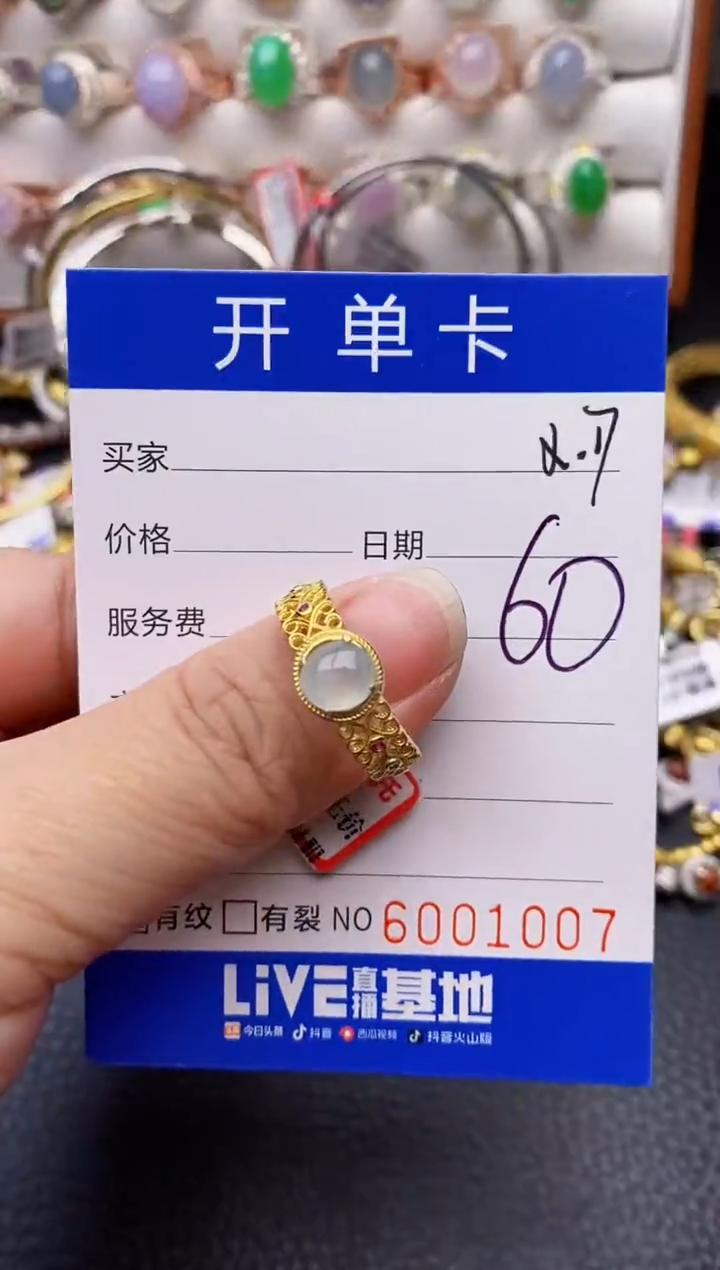 开单卡
买家 4.7
价格 日期
60
服务费
有纹 有裂 NO 6001007
LiVE直播基地
今日头条 抖音 西瓜视频 抖音火山版